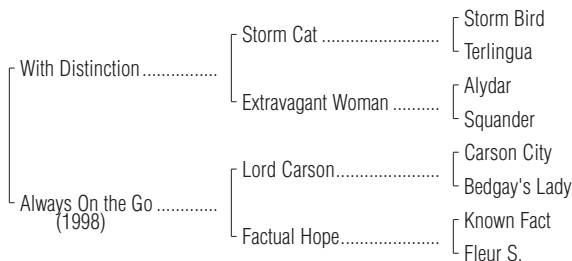 Storm Bird
Storm Cat ........................
Terlingua
With Distinction ...............
Alydar
Extravagant Woman ..........
Squander
Carson City
Lord Carson .....................
Bedgay's Lady
Always On the Go ............
(1998)
Known Fact
Factual Hope ....................
Fleur S.